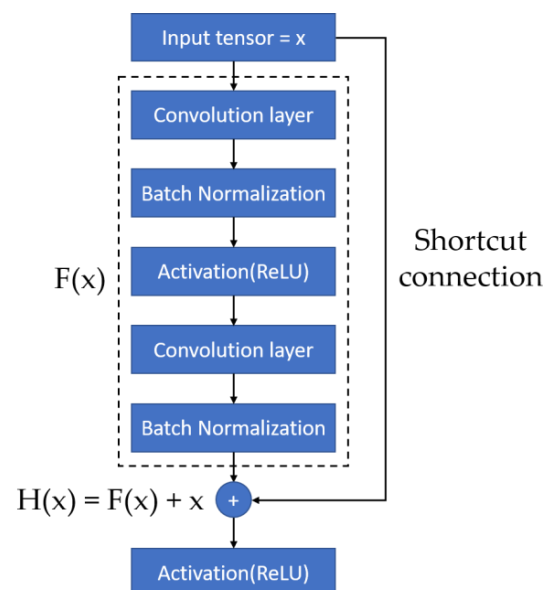 Input tensor = x
Convolution layer
Batch Normalization
Activation(ReLU)
Convolution layer
Batch Normalization
F(x)
Shortcut
connection
H(x) = F(x) + x
+
Activation(ReLU)